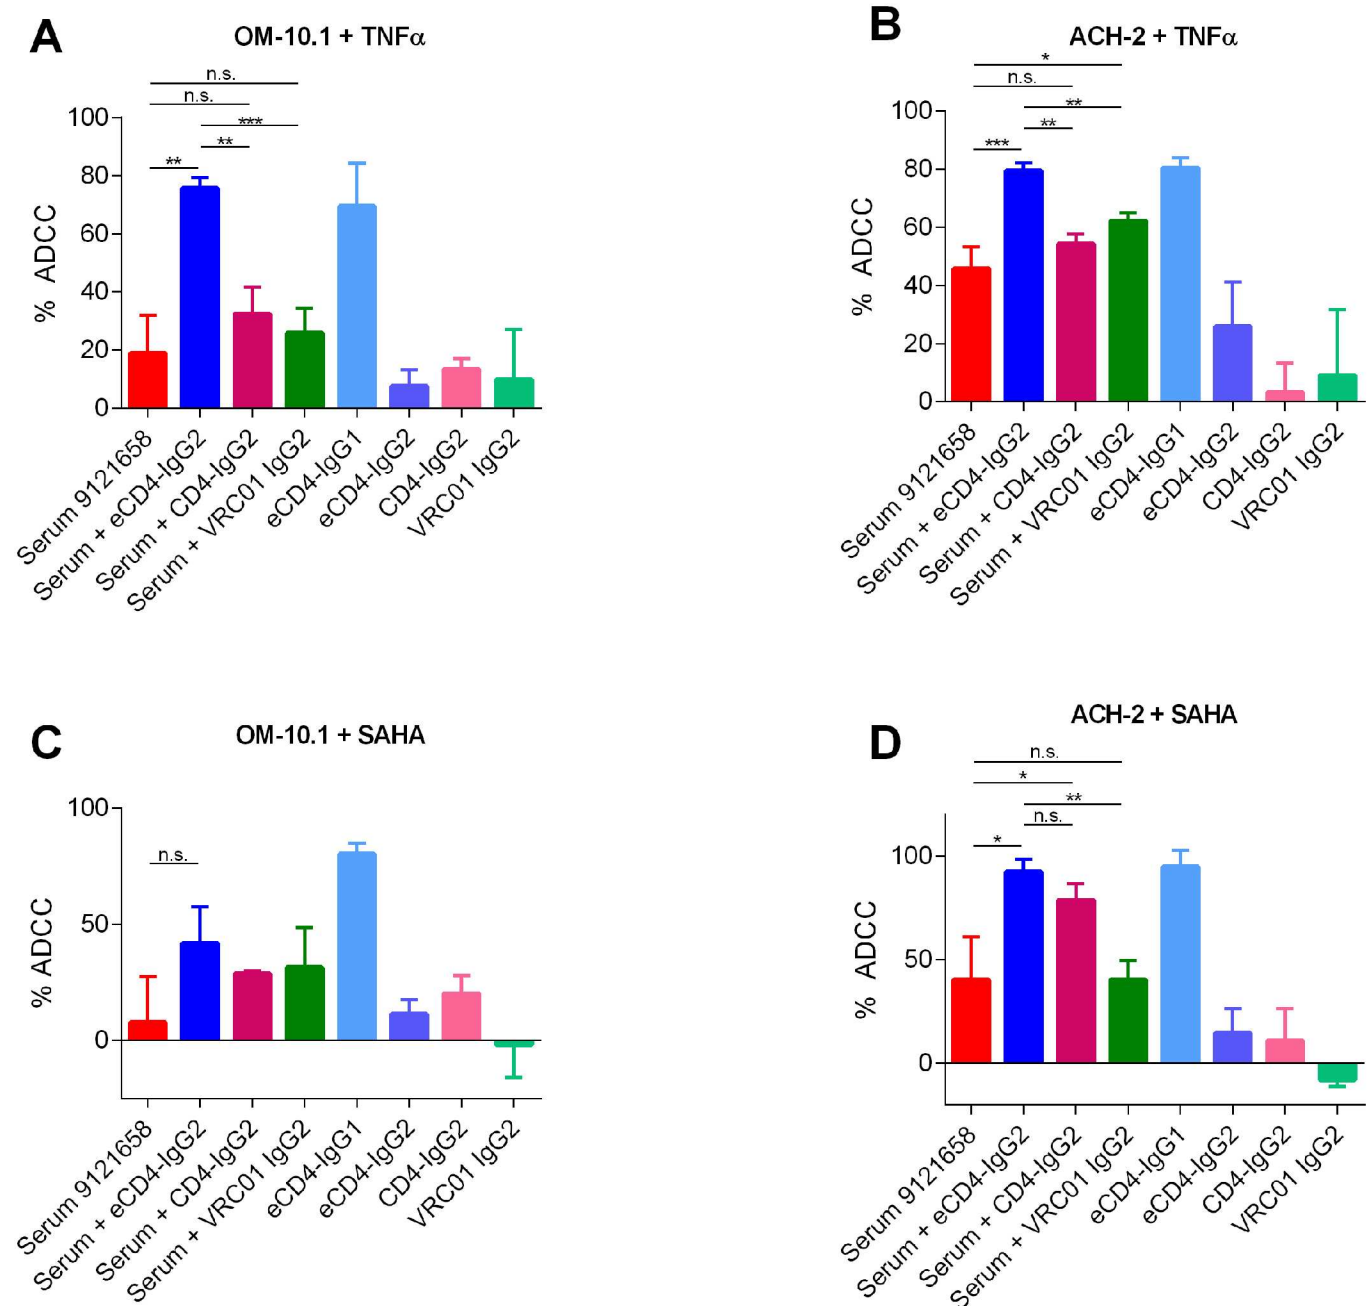 A
OM-10.1 + TNFα
n.s.
n.s.
***
**
**
100
80
60
40
20
0
% ADCC
Serum 9121658
Serum + eCD4-IgG2
Serum + CD4-IgG2
Serum + VRC01 IgG2
eCD4-IgG1
eCD4-IgG2
CD4-IgG2
VRC01 IgG2
B
ACH-2 + TNFα
*
n.s.
**
**
***
100
80
60
40
20
0
% ADCC
Serum 9121658
Serum + eCD4-IgG2
Serum + CD4-IgG2
Serum + VRC01 IgG2
eCD4-IgG1
eCD4-IgG2
CD4-IgG2
VRC01 IgG2
C
OM-10.1 + SAHA
n.s.
100
50
0
% ADCC
Serum 9121658
Serum + eCD4-IgG2
Serum + CD4-IgG2
Serum + VRC01 IgG2
eCD4-IgG1
eCD4-IgG2
CD4-IgG2
VRC01 IgG2
D
ACH-2 + SAHA
n.s.
*
**
n.s.
*
100
50
0
% ADCC
Serum 9121658
Serum + eCD4-IgG2
Serum + CD4-IgG2
Serum + VRC01 IgG2
eCD4-IgG1
eCD4-IgG2
CD4-IgG2
VRC01 IgG2